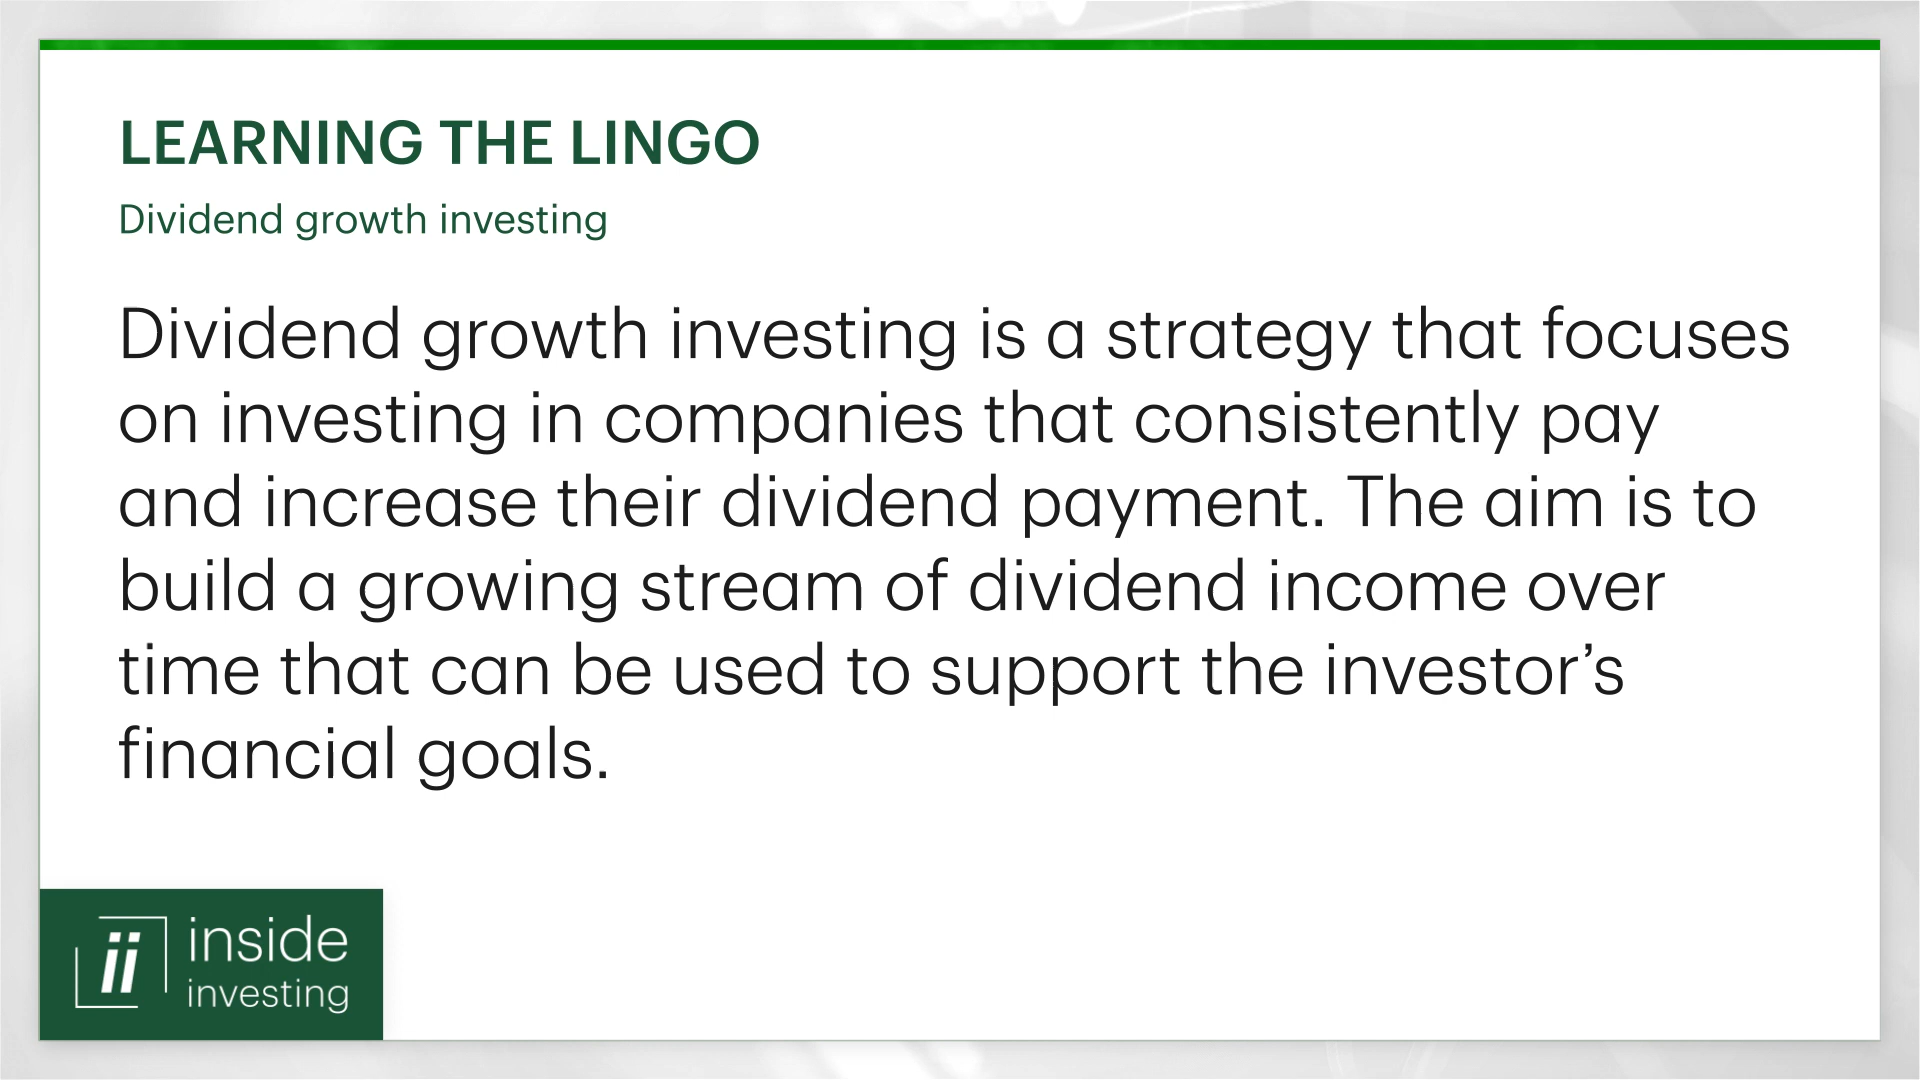 LEARNING THE LINGO
Dividend growth investing
Dividend growth investing is a strategy that focuses
on investing in companies that consistently pay
and increase their dividend payment. The aim is to
build a growing stream of dividend income over
time that can be used to support the investor’s
financial goals.
ii inside
investing